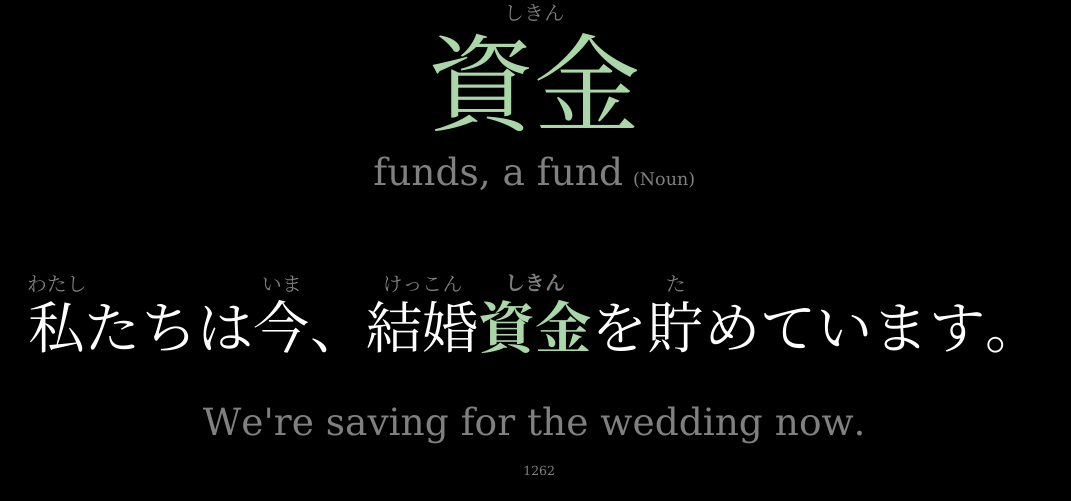 しきん
資金
funds, a fund (Noun)
わたし いま けっこん しきん た
私たちは今、結婚資金を貯めています。
We're saving for the wedding now.
1262